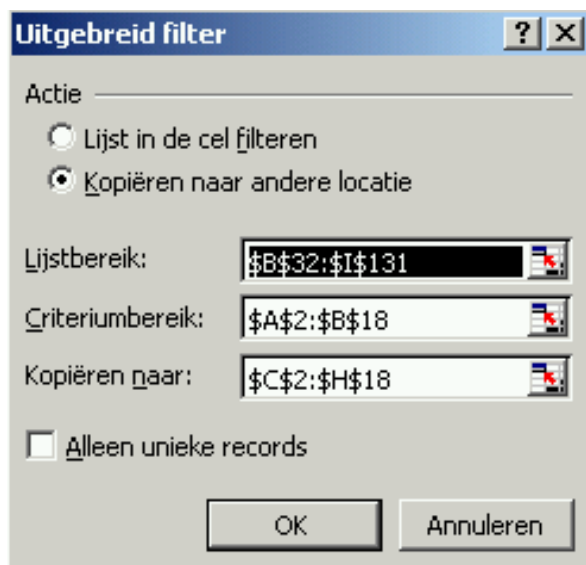 Uitgebreid filter
Actie
Lijst in de cel filteren
Kopiëren naar andere locatie
Lijstbereik: $B$32:$I$131
Criteriumbereik: $A$2:$B$18
Kopiëren naar: $C$2:$H$18
Alleen unieke records
OK Annuleren